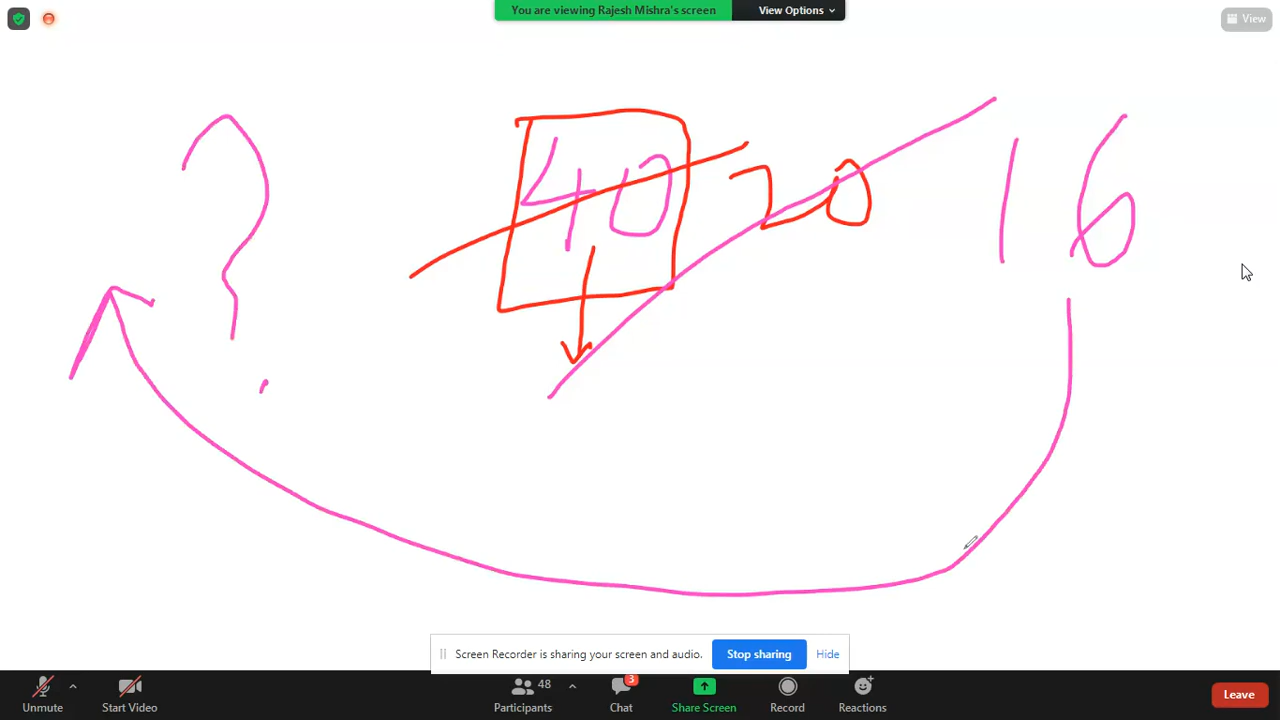 You are viewing Rajesh Mishra's screen
View Options
View
? 40 20 16
Screen Recorder is sharing your screen and audio.
Stop sharing
Hide
Unmute
Start Video
48
Participants
3
Chat
Share Screen
Record
Reactions
Leave